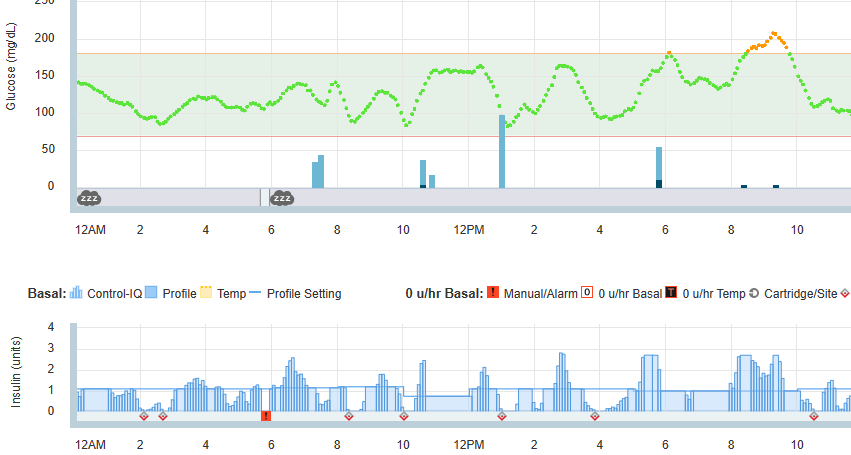 250
200
150
100
50
0
Glucose (mg/dL)
zzz zzz
12AM 2 4 6 8 10 12PM 2 4 6 8 10
Basal: Control-IQ Profile Temp Profile Setting 0 u/hr Basal: ! Manual/Alarm 0 0 u/hr Basal T 0 u/hr Temp Cartridge/Site
4
3
2
1
0
Insulin (units)
!
12AM 2 4 6 8 10 12PM 2 4 6 8 10